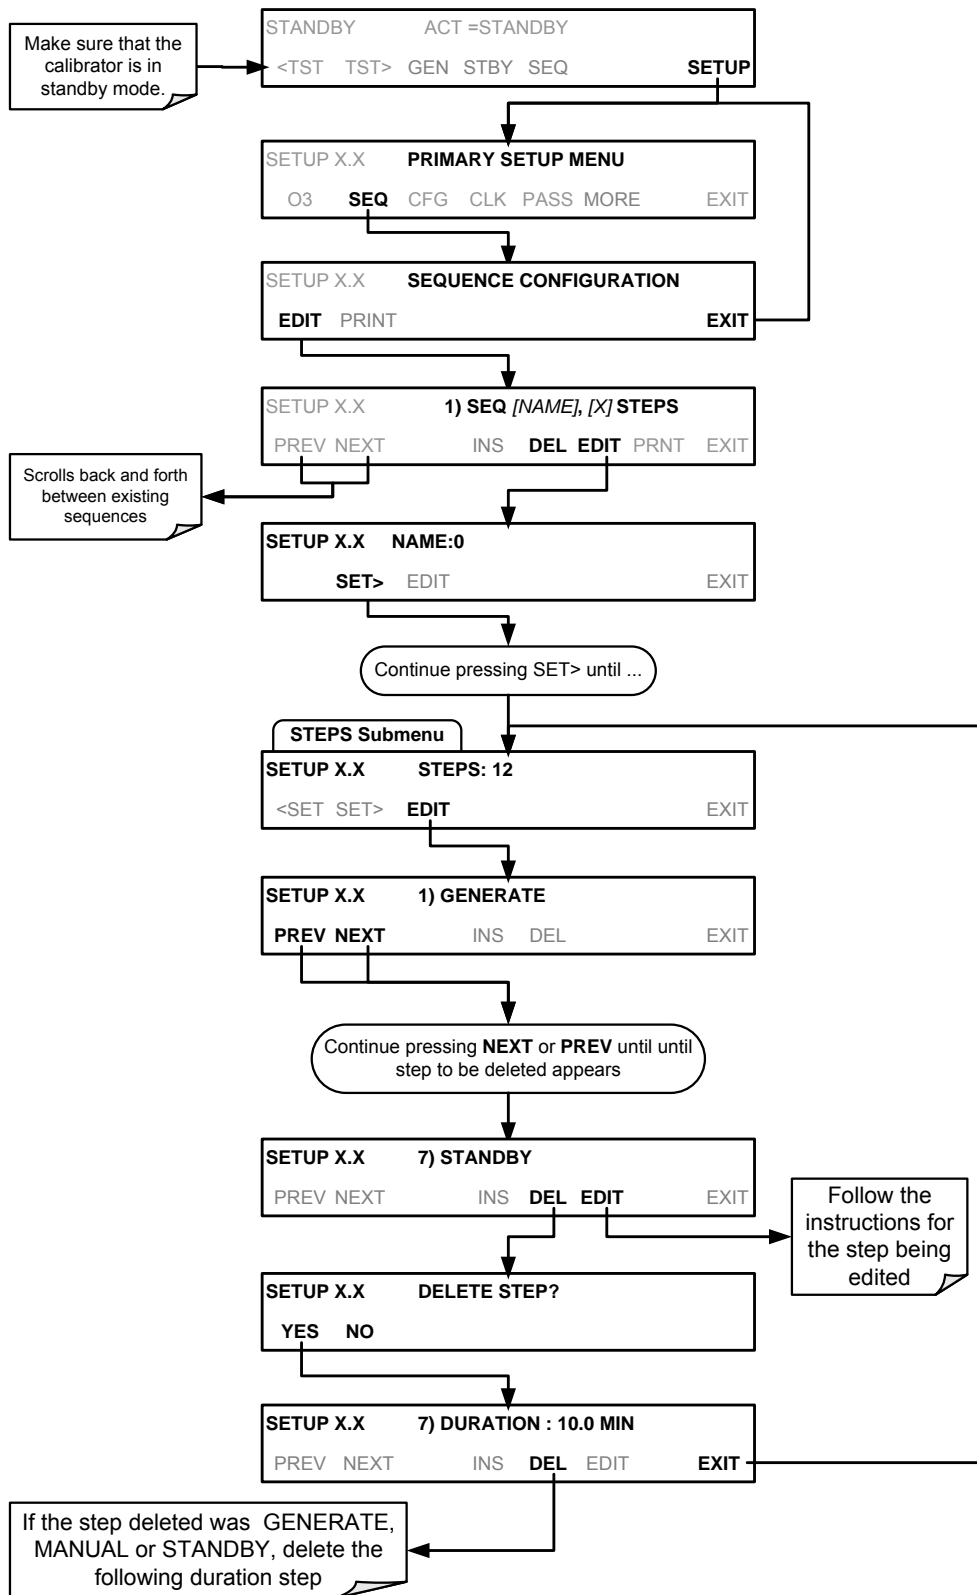 Make sure that the
calibrator is in
standby mode.
STANDBY ACT =STANDBY
<TST TST> GEN STBY SEQ SETUP
SETUP X.X PRIMARY SETUP MENU
O3 SEQ CFG CLK PASS MORE EXIT
SETUP X.X SEQUENCE CONFIGURATION
EDIT PRINT EXIT
SETUP X.X 1) SEQ [NAME], [X] STEPS
PREV NEXT INS DEL EDIT PRNT EXIT
Scrolls back and forth
between existing
sequences
SETUP X.X NAME:0
SET> EDIT EXIT
Continue pressing SET> until ...
STEPS Submenu
SETUP X.X STEPS: 12
<SET SET> EDIT EXIT
SETUP X.X 1) GENERATE
PREV NEXT INS DEL EXIT
Continue pressing NEXT or PREV until until
step to be deleted appears
SETUP X.X 7) STANDBY
PREV NEXT INS DEL EDIT EXIT
Follow the
instructions for
the step being
edited
SETUP X.X DELETE STEP?
YES NO
SETUP X.X 7) DURATION : 10.0 MIN
PREV NEXT INS DEL EDIT EXIT
If the step deleted was GENERATE,
MANUAL or STANDBY, delete the
following duration step